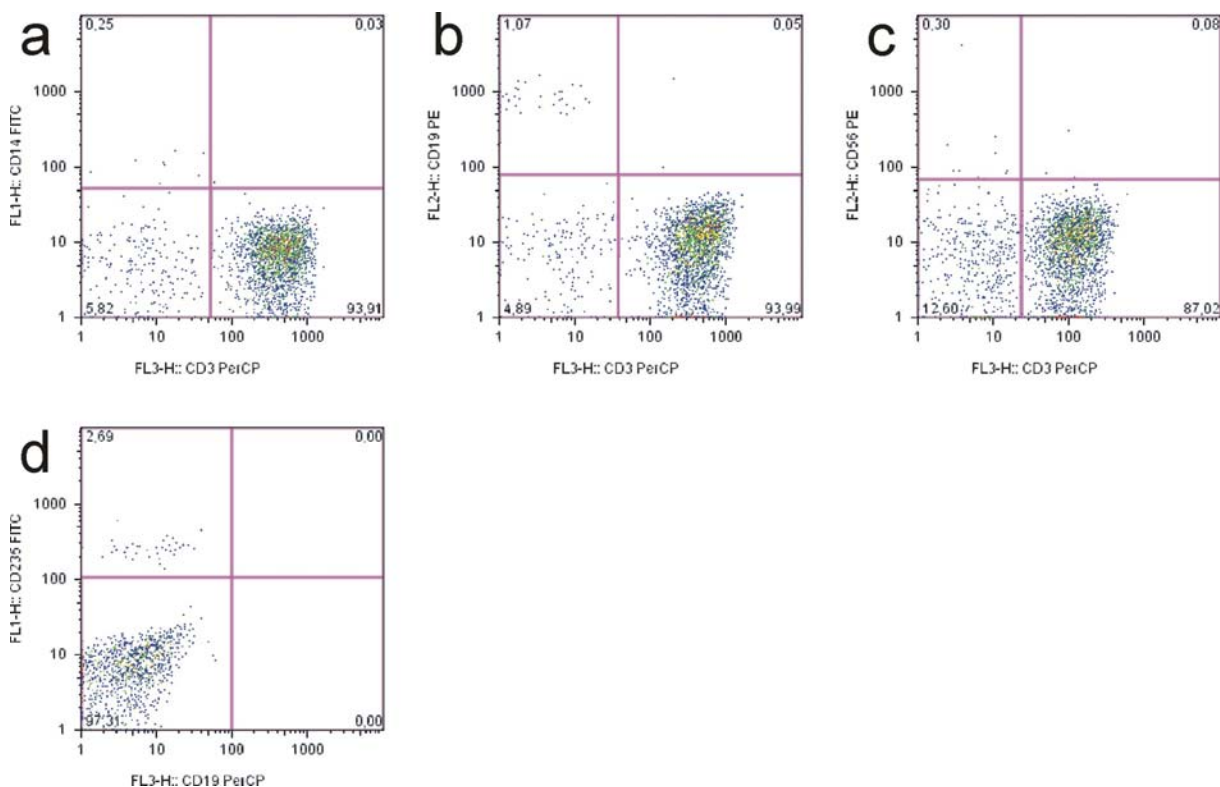 a
0,25 0,03
1000
100
10
1
5,82 93,91
1 10 100 1000
FL1-H:: CD14 FITC
FL3-H:: CD3 PerCP
b
1,07 0,05
1000
100
10
1
4,89 93,99
1 10 100 1000
FL2-H:: CD19 PE
FL3-H:: CD3 PerCP
c
0,30 0,08
1000
100
10
1
12,60 87,02
1 10 100 1000
FL2-H:: CD56 PE
FL3-H:: CD3 PerCP
d
2,69 0,00
1000
100
10
1
97,31 0,00
1 10 100 1000
FL1-H:: CD235 FITC
FL3-H:: CD19 PerCP